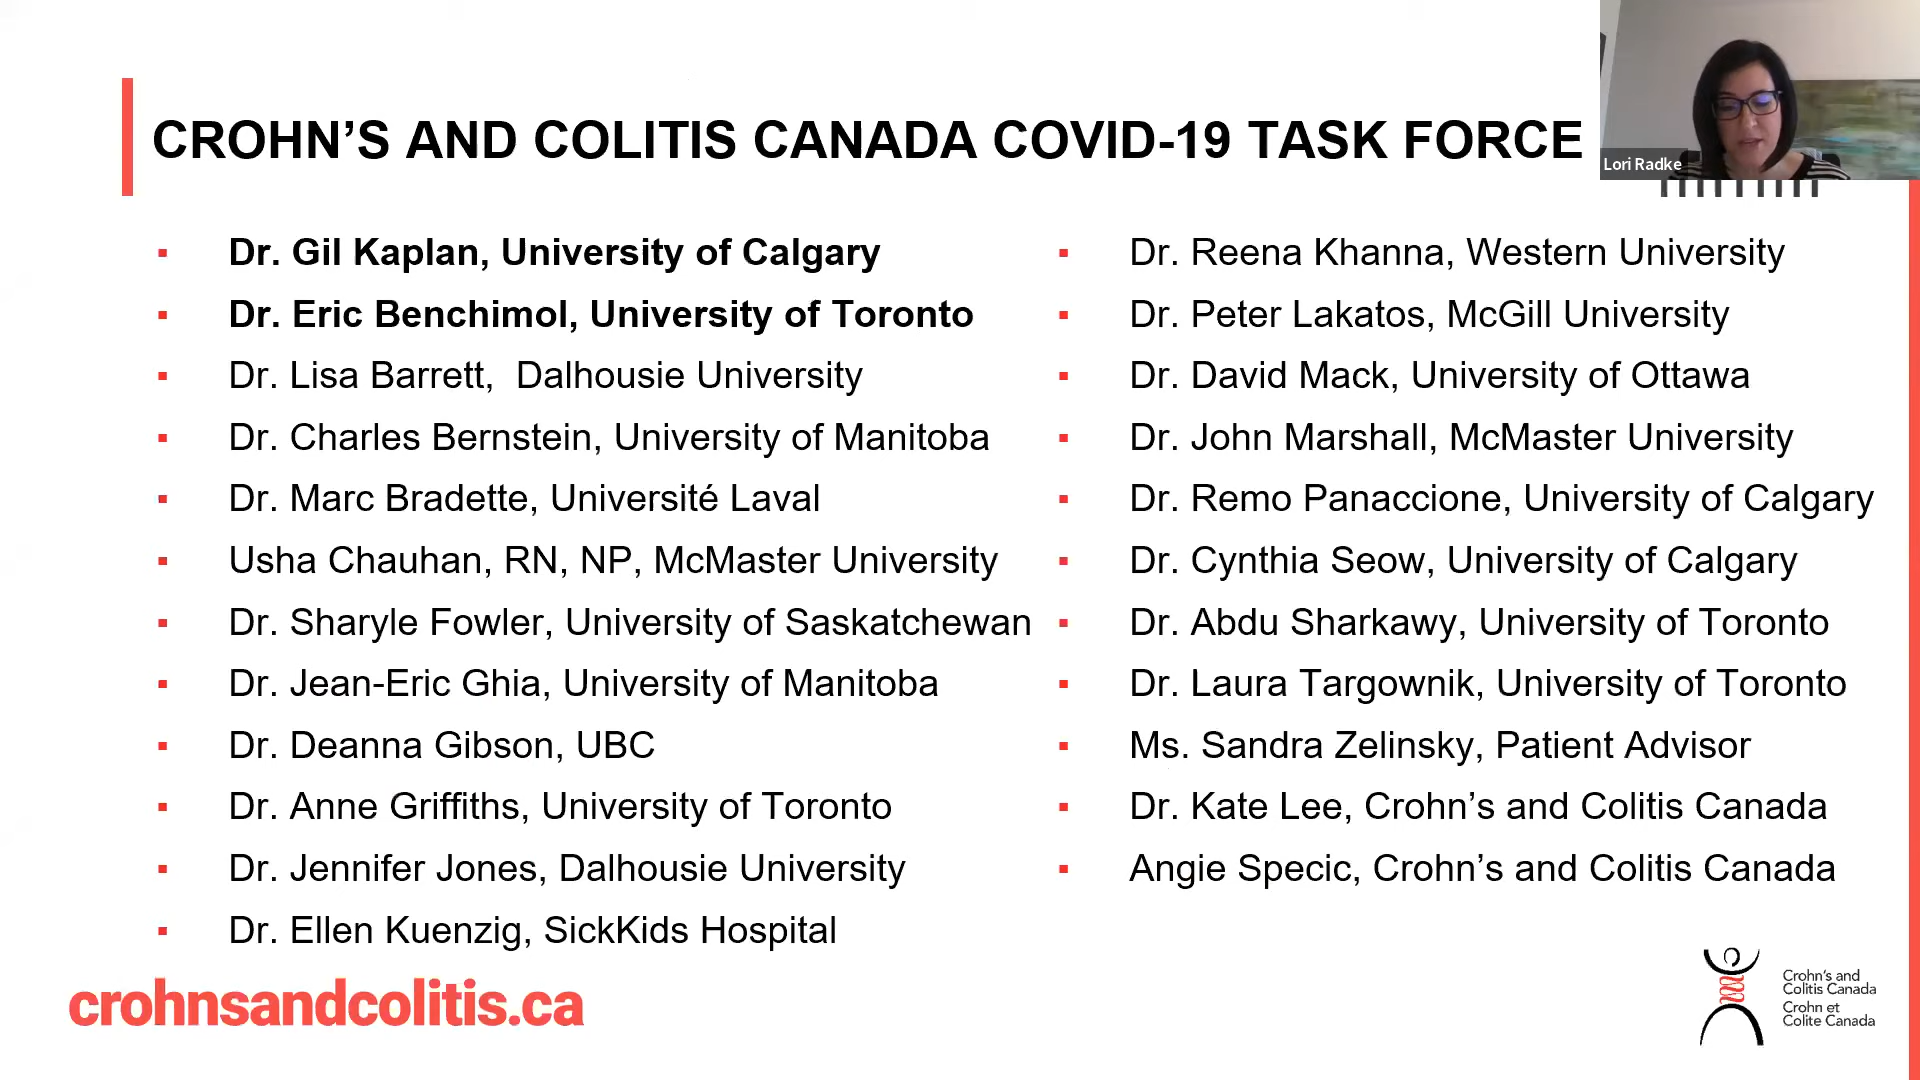 CROHN’S AND COLITIS CANADA COVID-19 TASK FORCE
Lori Radke
▪ Dr. Gil Kaplan, University of Calgary
▪ Dr. Eric Benchimol, University of Toronto
▪ Dr. Lisa Barrett,  Dalhousie University
▪ Dr. Charles Bernstein, University of Manitoba
▪ Dr. Marc Bradette, Université Laval
▪ Usha Chauhan, RN, NP, McMaster University
▪ Dr. Sharyle Fowler, University of Saskatchewan
▪ Dr. Jean-Eric Ghia, University of Manitoba
▪ Dr. Deanna Gibson, UBC
▪ Dr. Anne Griffiths, University of Toronto
▪ Dr. Jennifer Jones, Dalhousie University
▪ Dr. Ellen Kuenzig, SickKids Hospital
▪ Dr. Reena Khanna, Western University
▪ Dr. Peter Lakatos, McGill University
▪ Dr. David Mack, University of Ottawa
▪ Dr. John Marshall, McMaster University
▪ Dr. Remo Panaccione, University of Calgary
▪ Dr. Cynthia Seow, University of Calgary
▪ Dr. Abdu Sharkawy, University of Toronto
▪ Dr. Laura Targownik, University of Toronto
▪ Ms. Sandra Zelinsky, Patient Advisor
▪ Dr. Kate Lee, Crohn’s and Colitis Canada
▪ Angie Specic, Crohn’s and Colitis Canada
crohnsandcolitis.ca
Crohn's and
Colitis Canada
Crohn et
Colite Canada